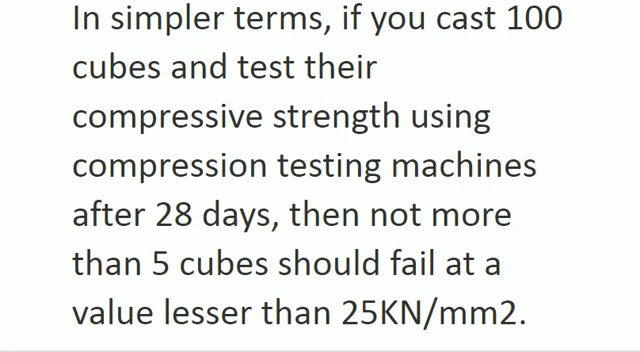 In simpler terms, if you cast 100
cubes and test their
compressive strength using
compression testing machines
after 28 days, then not more
than 5 cubes should fail at a
value lesser than 25KN/mm2.